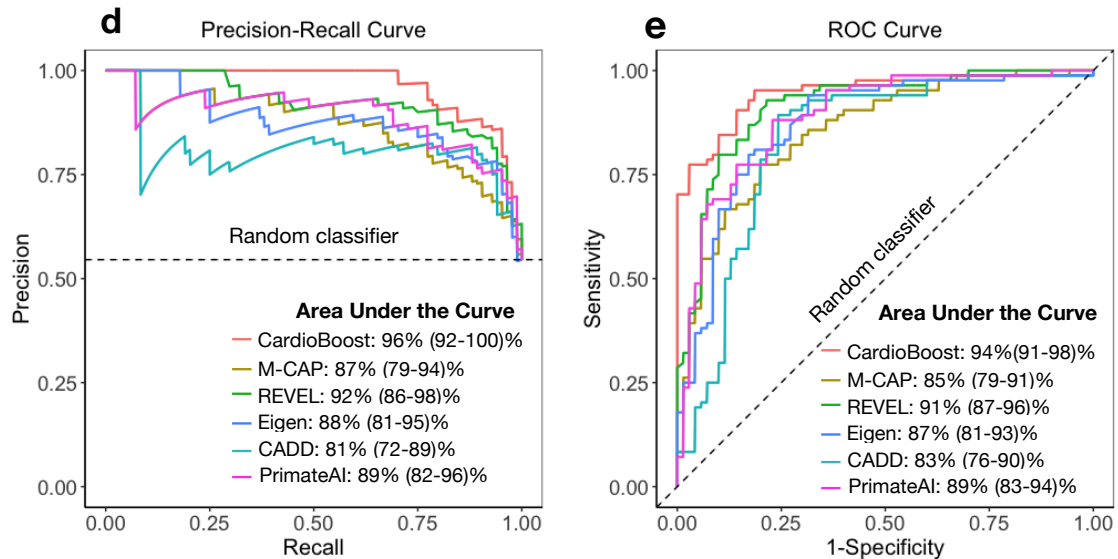 d
Precision-Recall Curve
1.00
0.75
0.50
0.25
0.00
Precision
Random classifier
Area Under the Curve
CardioBoost: 96% (92-100)%
M-CAP: 87% (79-94)%
REVEL: 92% (86-98)%
Eigen: 88% (81-95)%
CADD: 81% (72-89)%
PrimateAI: 89% (82-96)%
0.00 0.25 0.50 0.75 1.00
Recall
e
ROC Curve
1.00
0.75
0.50
0.25
0.00
Sensitivity
Random classifier
Area Under the Curve
CardioBoost: 94%(91-98)%
M-CAP: 85% (79-91)%
REVEL: 91% (87-96)%
Eigen: 87% (81-93)%
CADD: 83% (76-90)%
PrimateAI: 89% (83-94)%
0.00 0.25 0.50 0.75 1.00
1-Specificity